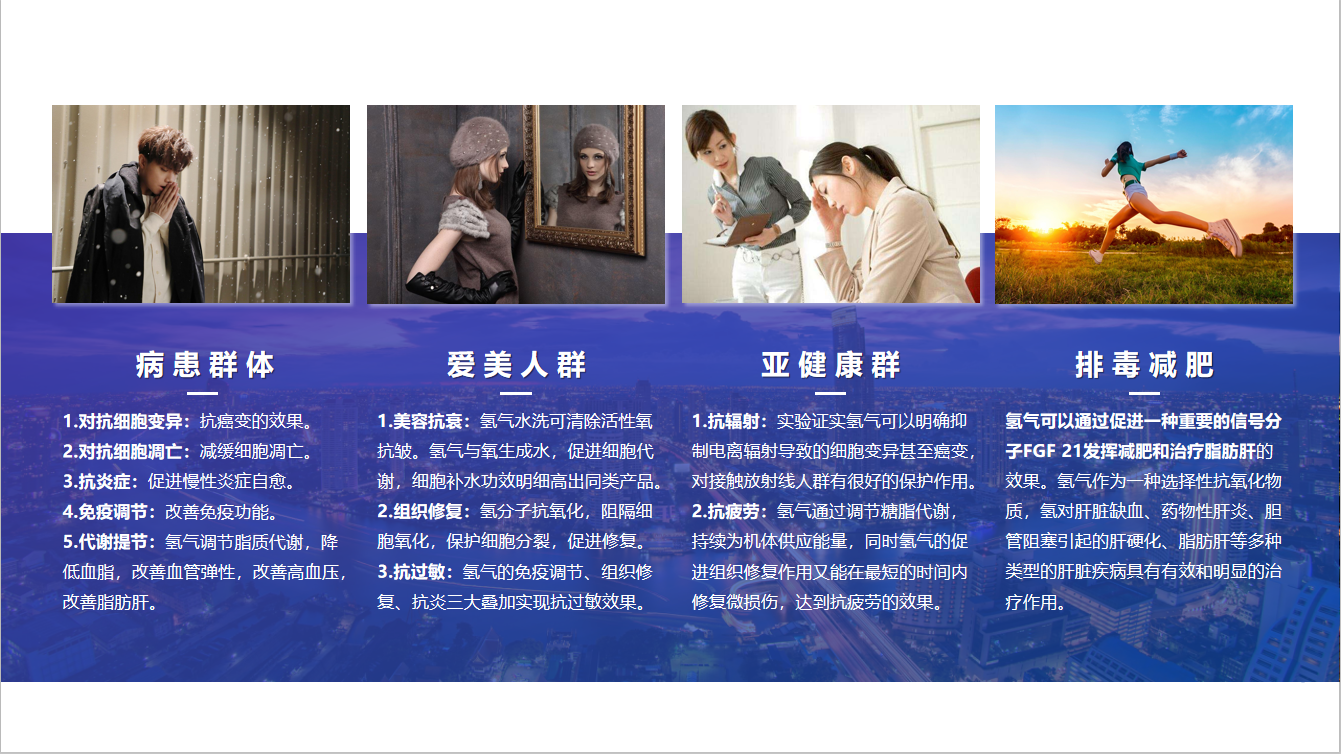 病患群体
1.对抗细胞变异：抗癌变的效果。
2.对抗细胞凋亡：减缓细胞凋亡。
3.抗炎症：促进慢性炎症自愈。
4.免疫调节：改善免疫功能。
5.代谢提节：氢气调节脂质代谢，降
低血脂，改善血管弹性，改善高血压，
改善脂肪肝。
爱美人群
1.美容抗衰：氢气水洗可清除活性氧
抗皱。氢气与氧生成水，促进细胞代
谢，细胞补水功效明细高出同类产品。
2.组织修复：氢分子抗氧化，阻隔细
胞氧化，保护细胞分裂，促进修复。
3.抗过敏：氢气的免疫调节、组织修
复、抗炎三大叠加实现抗过敏效果。
亚健康群
1.抗辐射：实验证实氢气可以明确抑
制电离辐射导致的细胞变异甚至癌变，
对接触放射线人群有很好的保护作用。
2.抗疲劳：氢气通过调节糖脂代谢，
持续为机体供应能量，同时氢气的促
进组织修复作用又能在最短的时间内
修复微损伤，达到抗疲劳的效果。
排毒减肥
氢气可以通过促进一种重要的信号分
子FGF 21发挥减肥和治疗脂肪肝的
效果。氢气作为一种选择性抗氧化物
质，氢对肝脏缺血、药物性肝炎、胆
管阻塞引起的肝硬化、脂肪肝等多种
类型的肝脏疾病具有有效和明显的治
疗作用。